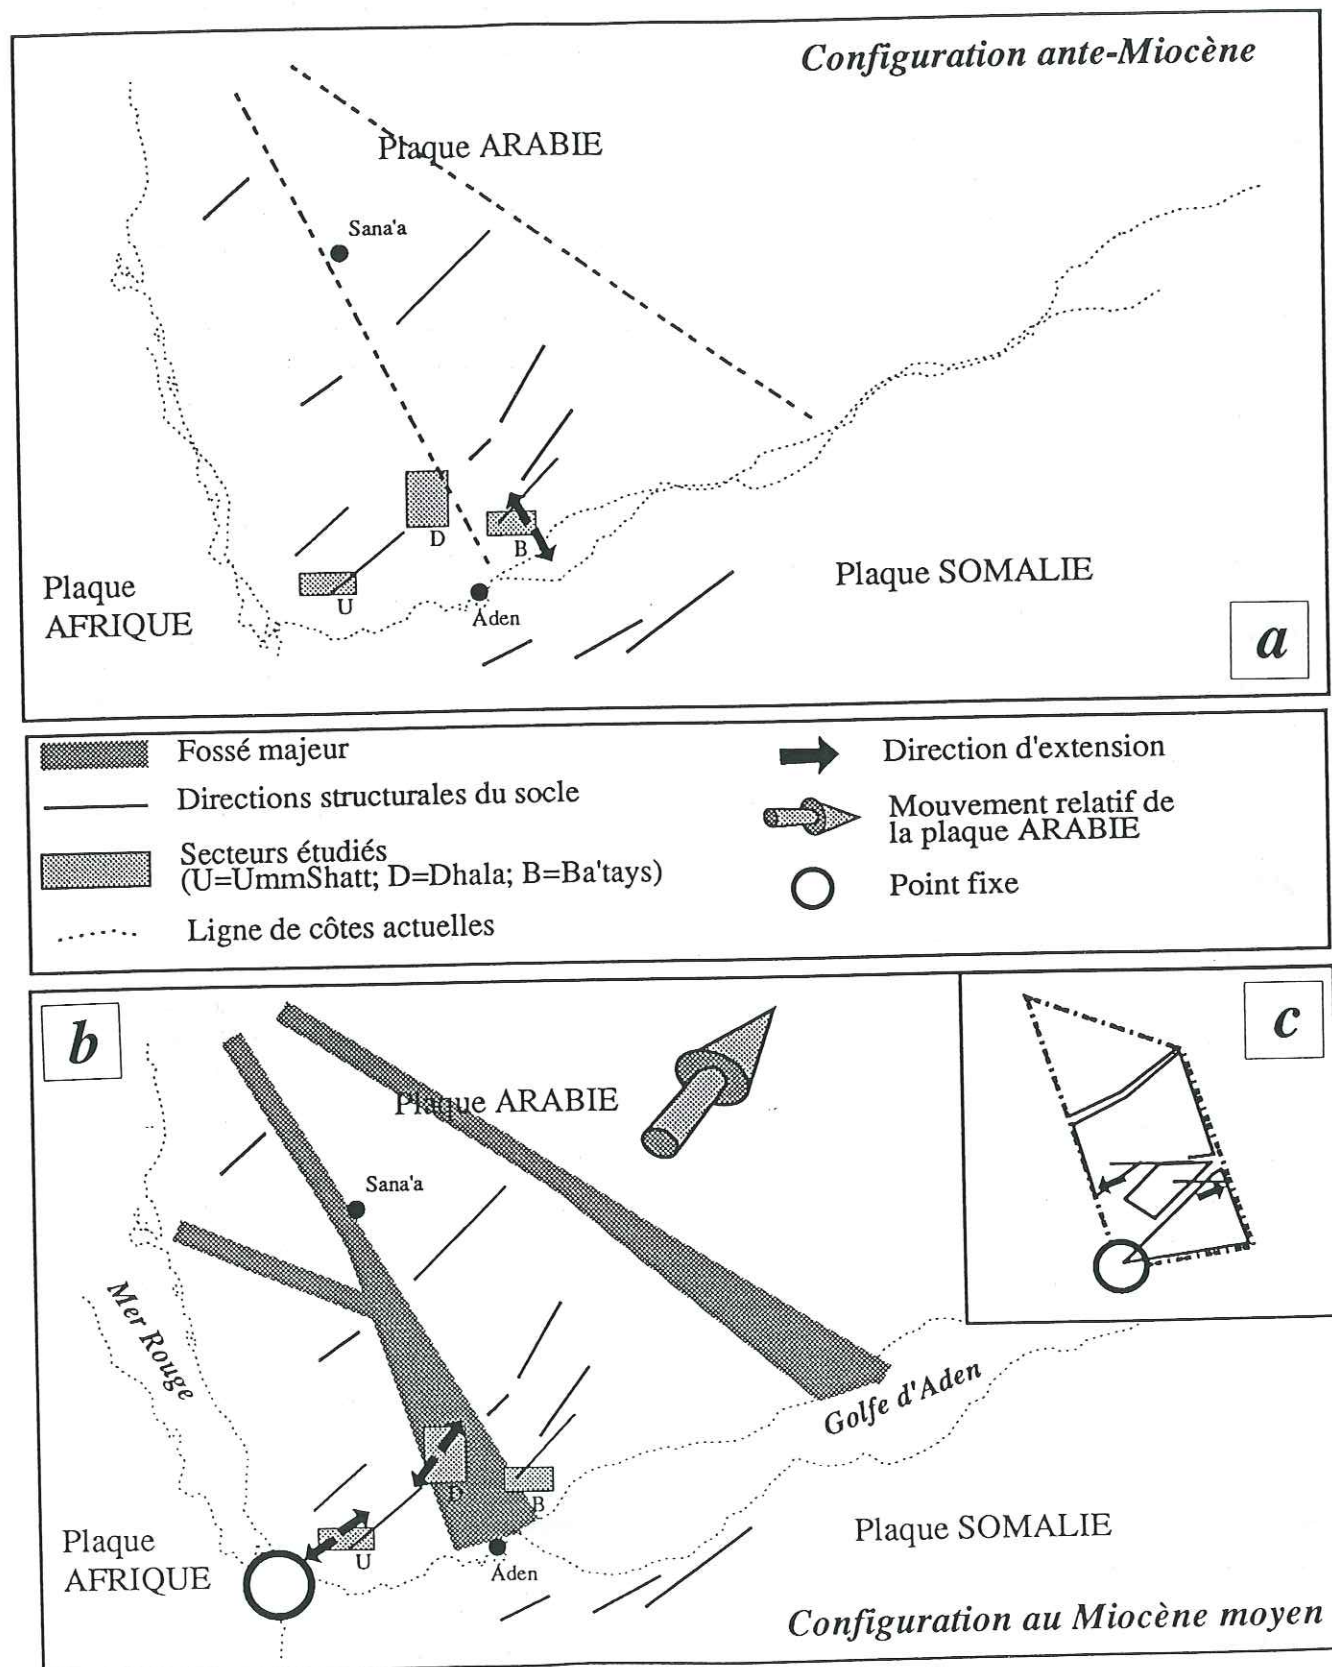 Configuration ante-Miocène
Plaque ARABIE
Sana'a
D
B
U
Aden
Plaque
AFRIQUE
Plaque SOMALIE
a
Fossé majeur
Directions structurales du socle
Secteurs étudiés
(U=UmmShatt; D=Dhala; B=Ba'tays)
Ligne de côtes actuelles
Direction d'extension
Mouvement relatif de
la plaque ARABIE
Point fixe
b
Plaque ARABIE
c
Sana'a
Mer Rouge
Golfe d'Aden
D
B
U
Aden
Plaque
AFRIQUE
Plaque SOMALIE
Configuration au Miocène moyen